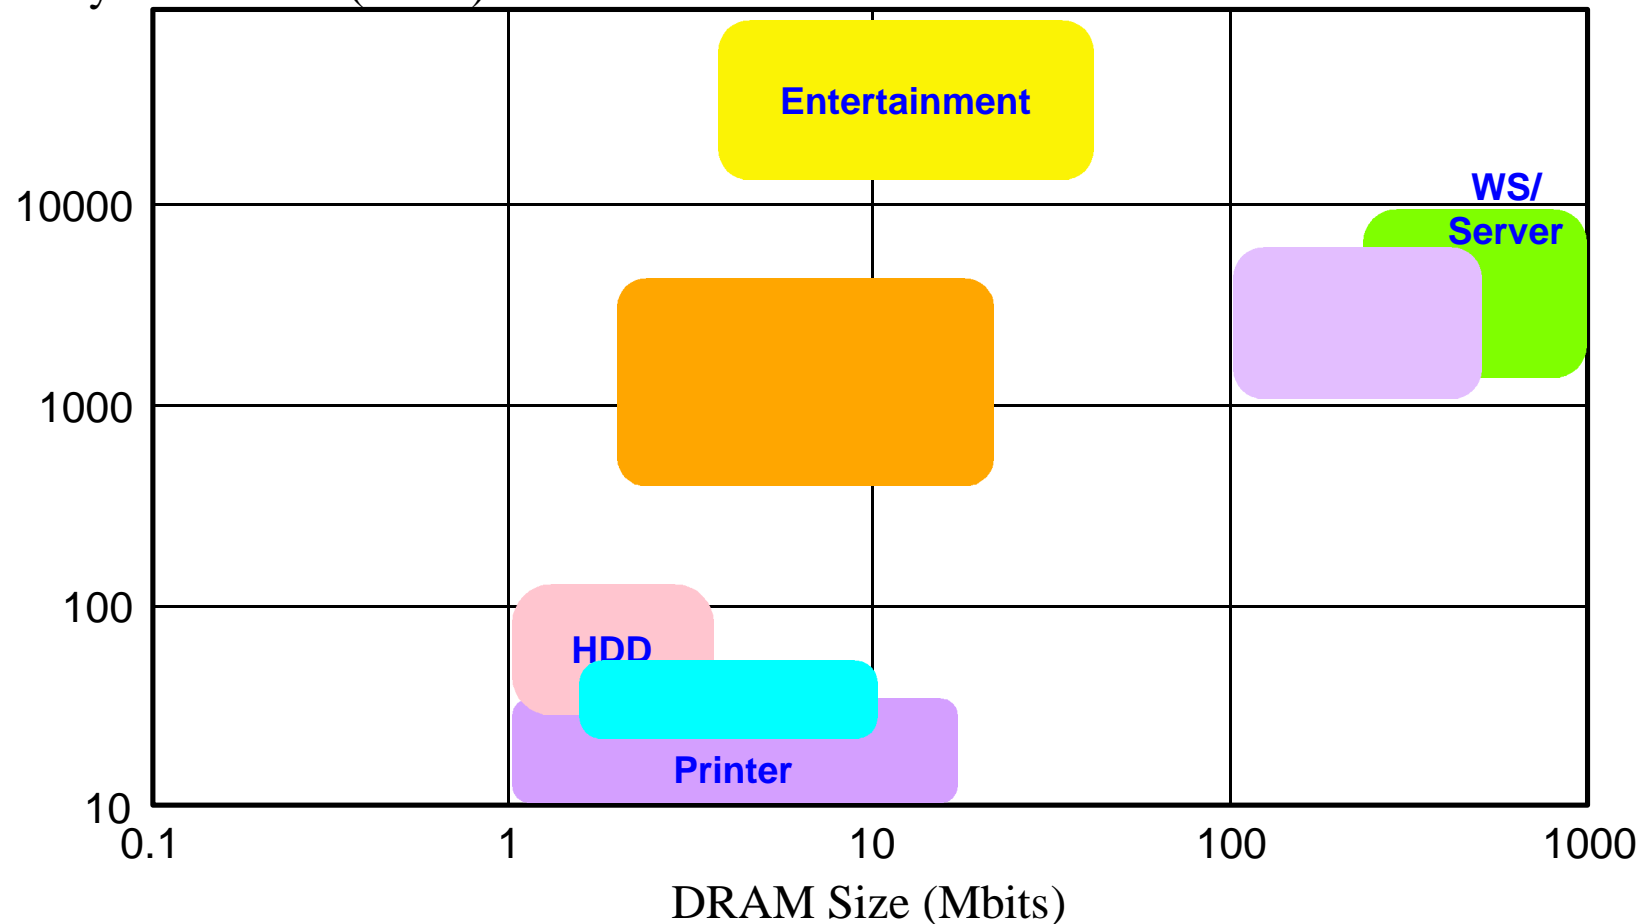 Entertainment
WS/
Server
10000
1000
HDD
100
Printer
10
0.1 1 10 100 1000
DRAM Size (Mbits)